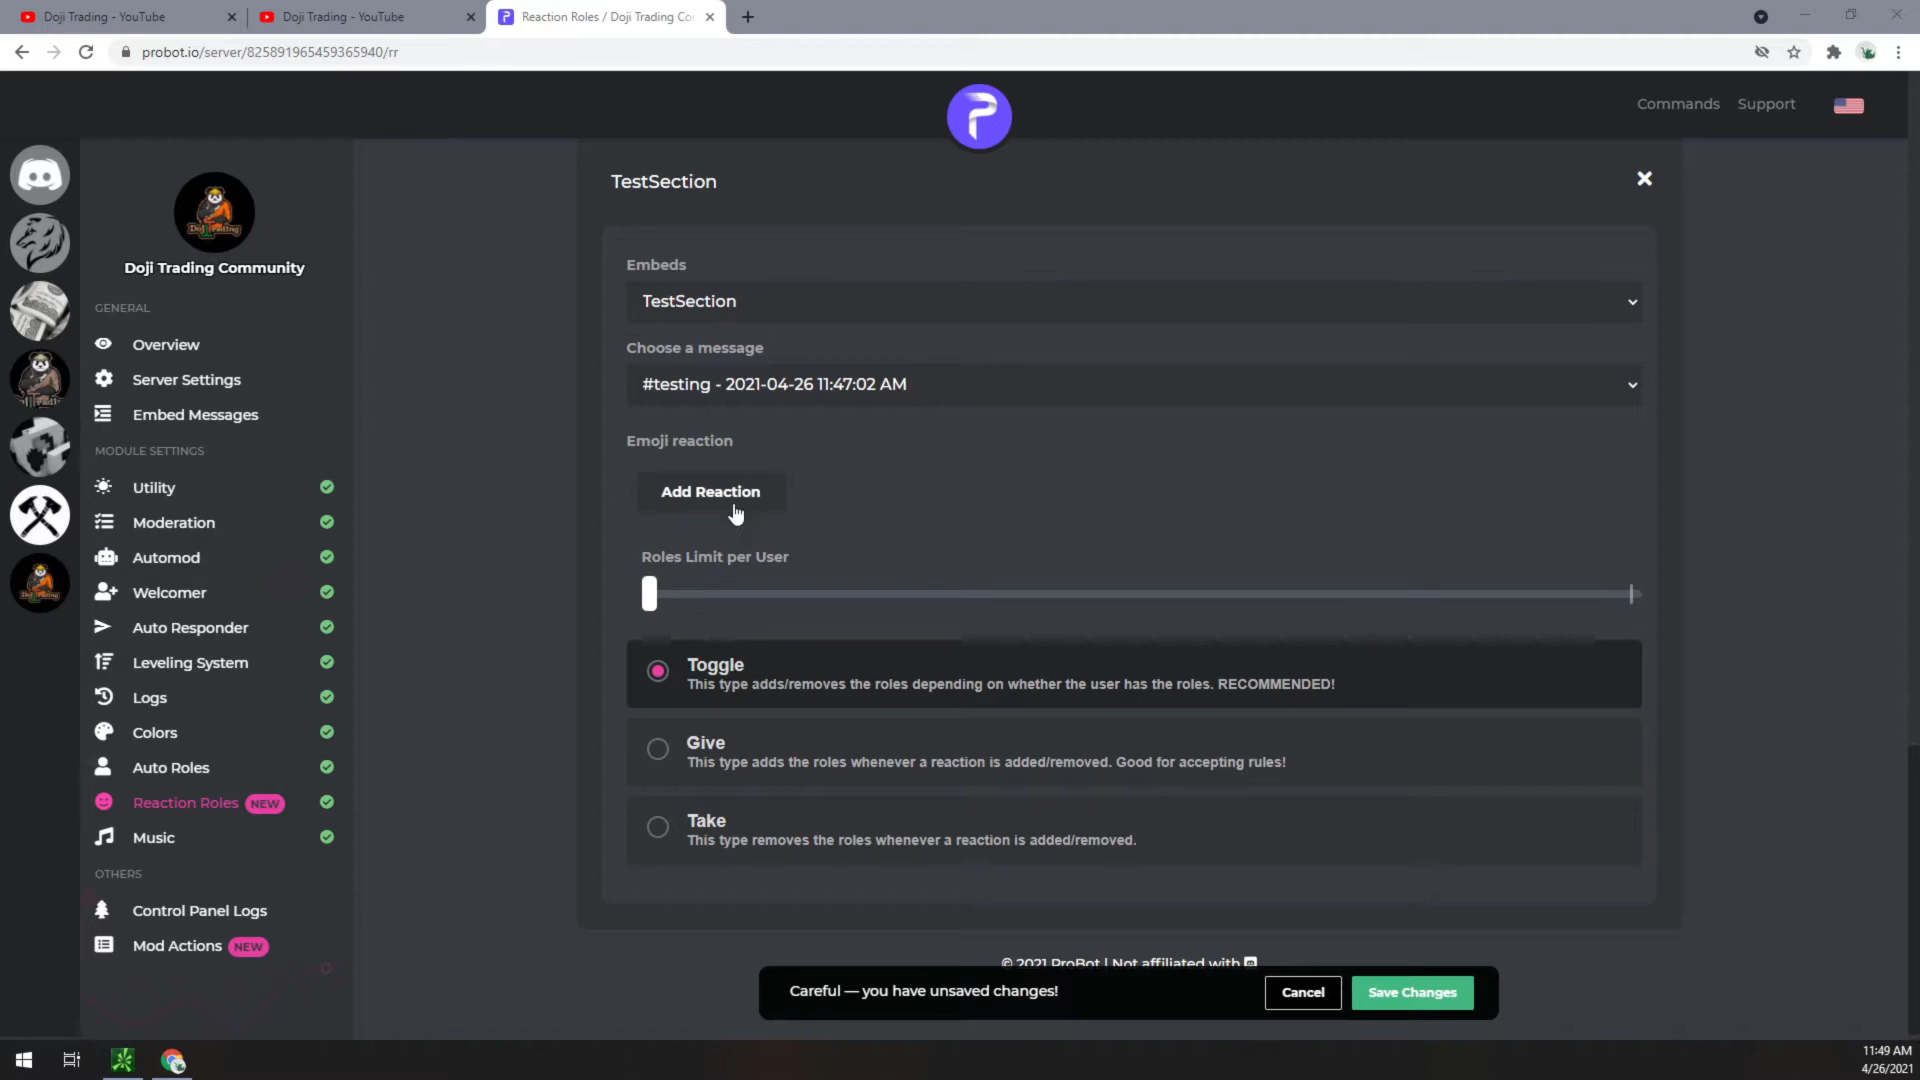 Doji Trading - YouTube
Doji Trading - YouTube
Reaction Roles / Doji Trading Co
probot.io/server/825891965459365940/rr
Commands
Support
Doji Trading Community
GENERAL
Overview
Server Settings
Embed Messages
MODULE SETTINGS
Utility
Moderation
Automod
Welcomer
Auto Responder
Leveling System
Logs
Colors
Auto Roles
Reaction Roles NEW
Music
OTHERS
Control Panel Logs
Mod Actions NEW
TestSection
Embeds
TestSection
Choose a message
#testing - 2021-04-26 11:47:02 AM
Emoji reaction
Add Reaction
Roles Limit per User
Toggle
This type adds/removes the roles depending on whether the user has the roles. RECOMMENDED!
Give
This type adds the roles whenever a reaction is added/removed. Good for accepting rules!
Take
This type removes the roles whenever a reaction is added/removed.
© 2021 ProBot | Not affiliated with
Careful — you have unsaved changes!
Cancel
Save Changes
11:49 AM
4/26/2021